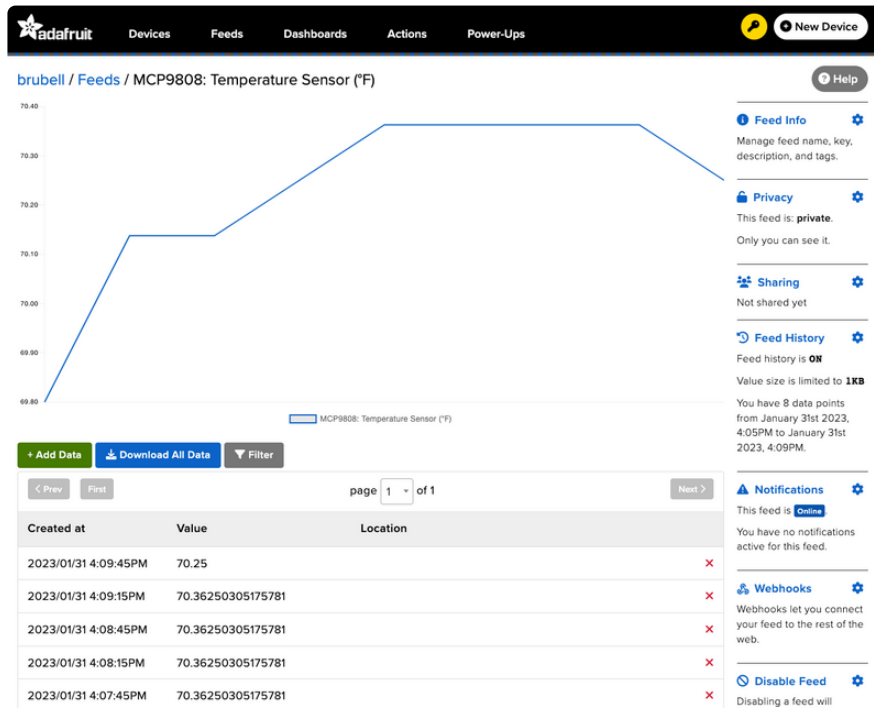 adafruit Devices Feeds Dashboards Actions Power-Ups New Device
brubell / Feeds / MCP9808: Temperature Sensor (°F)
Help
70.40
70.30
70.20
70.10
70.00
69.90
69.80
MCP9808: Temperature Sensor (°F)
+ Add Data Download All Data Filter
< Prev First page 1 of 1 Next >
Created at Value Location
2023/01/31 4:09:45PM 70.25
2023/01/31 4:09:15PM 70.36250305175781
2023/01/31 4:08:45PM 70.36250305175781
2023/01/31 4:08:15PM 70.36250305175781
2023/01/31 4:07:45PM 70.36250305175781
Feed Info
Manage feed name, key,
description, and tags.
Privacy
This feed is: private.
Only you can see it.
Sharing
Not shared yet
Feed History
Feed history is ON
Value size is limited to 1KB
You have 8 data points
from January 31st 2023,
4:05PM to January 31st
2023, 4:09PM.
Notifications
This feed is Online.
You have no notifications
active for this feed.
Webhooks
Webhooks let you connect
your feed to the rest of the
web.
Disable Feed
Disabling a feed will